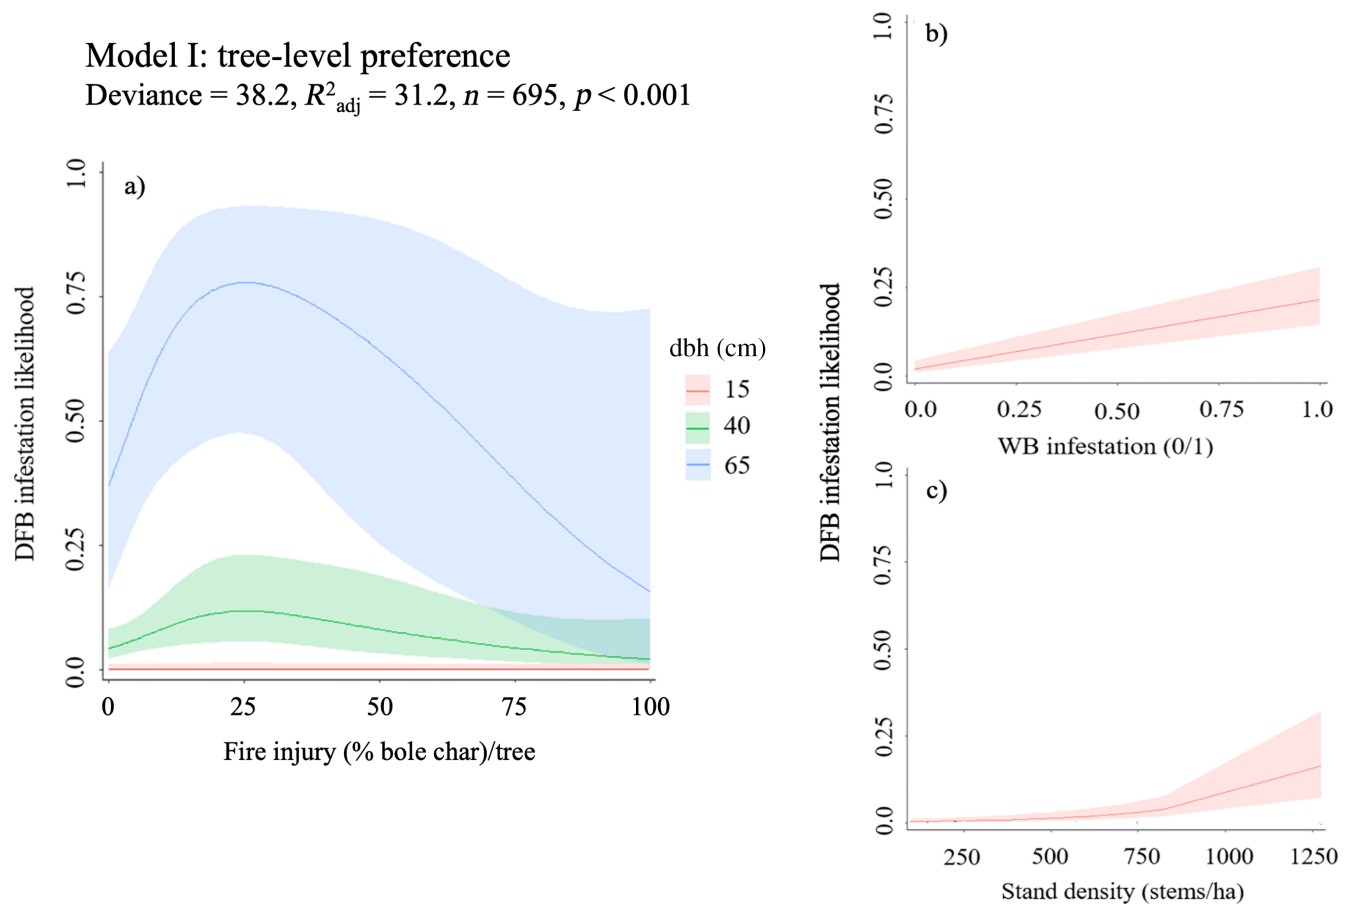 Model I: tree-level preference
Deviance = 38.2, R²adj = 31.2, n = 695, p < 0.001
a)
DFB infestation likelihood
1.0
0.75
0.50
0.25
0.0
0 25 50 75 100
Fire injury (% bole char)/tree
dbh (cm)
15
40
65
b)
DFB infestation likelihood
1.0
0.75
0.50
0.25
0.0
0.0 0.25 0.50 0.75 1.0
WB infestation (0/1)
c)
1.0
0.75
0.50
0.25
0.0
250 500 750 1000 1250
Stand density (stems/ha)